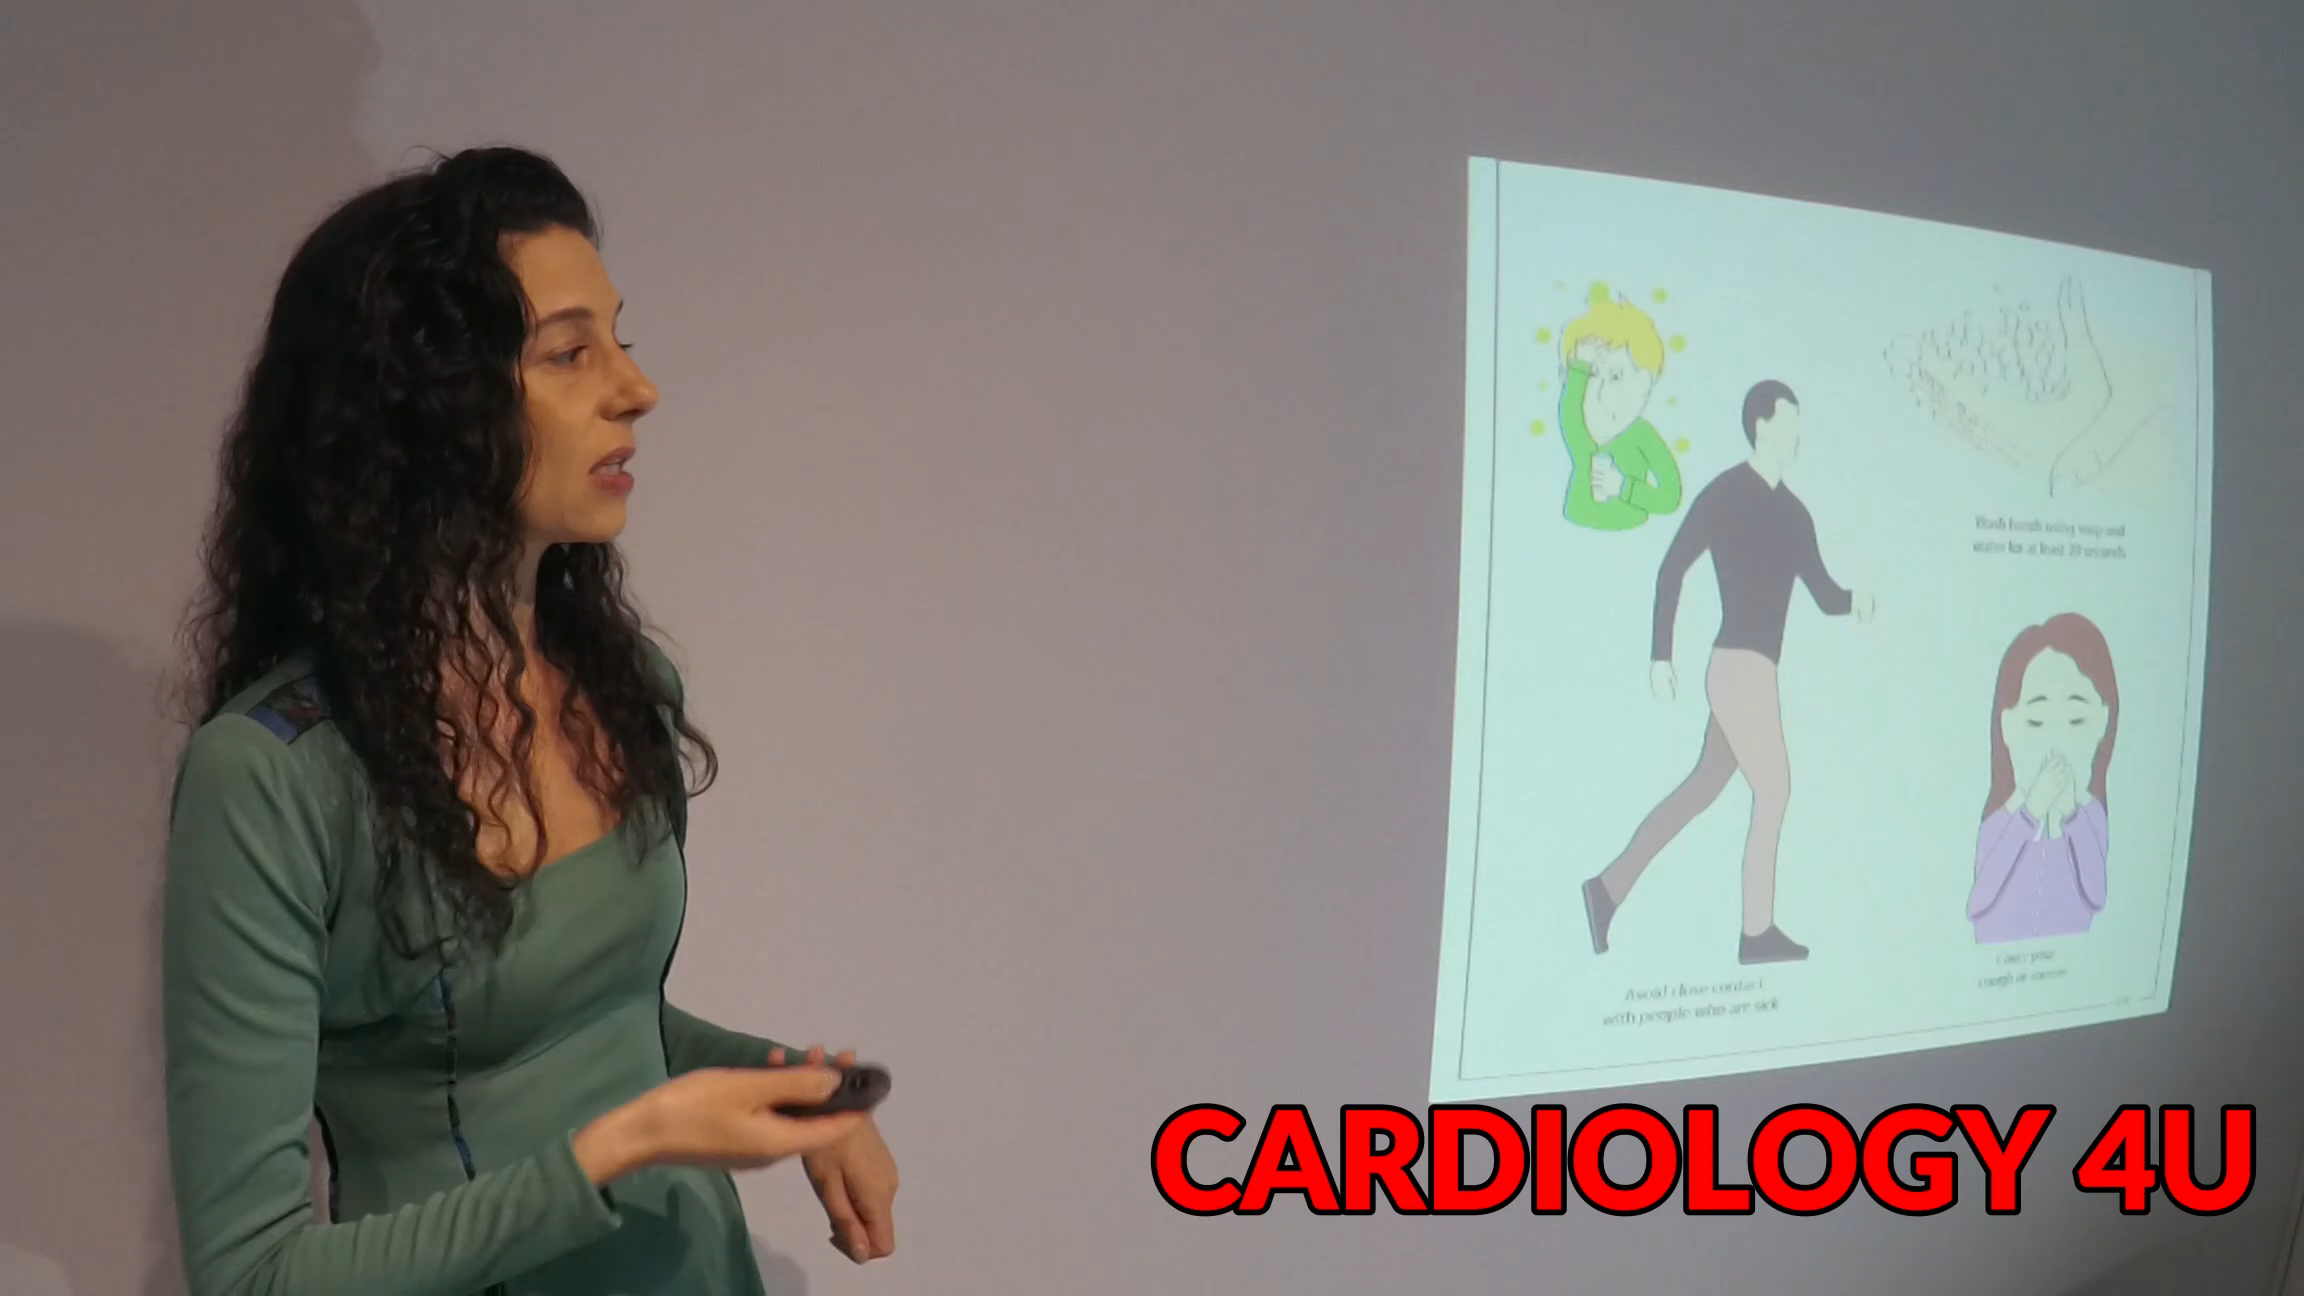 Wash hands using soap and
water for at least 20 seconds
Avoid close contact
with people who are sick
Cover your
cough or sneeze
CARDIOLOGY 4U